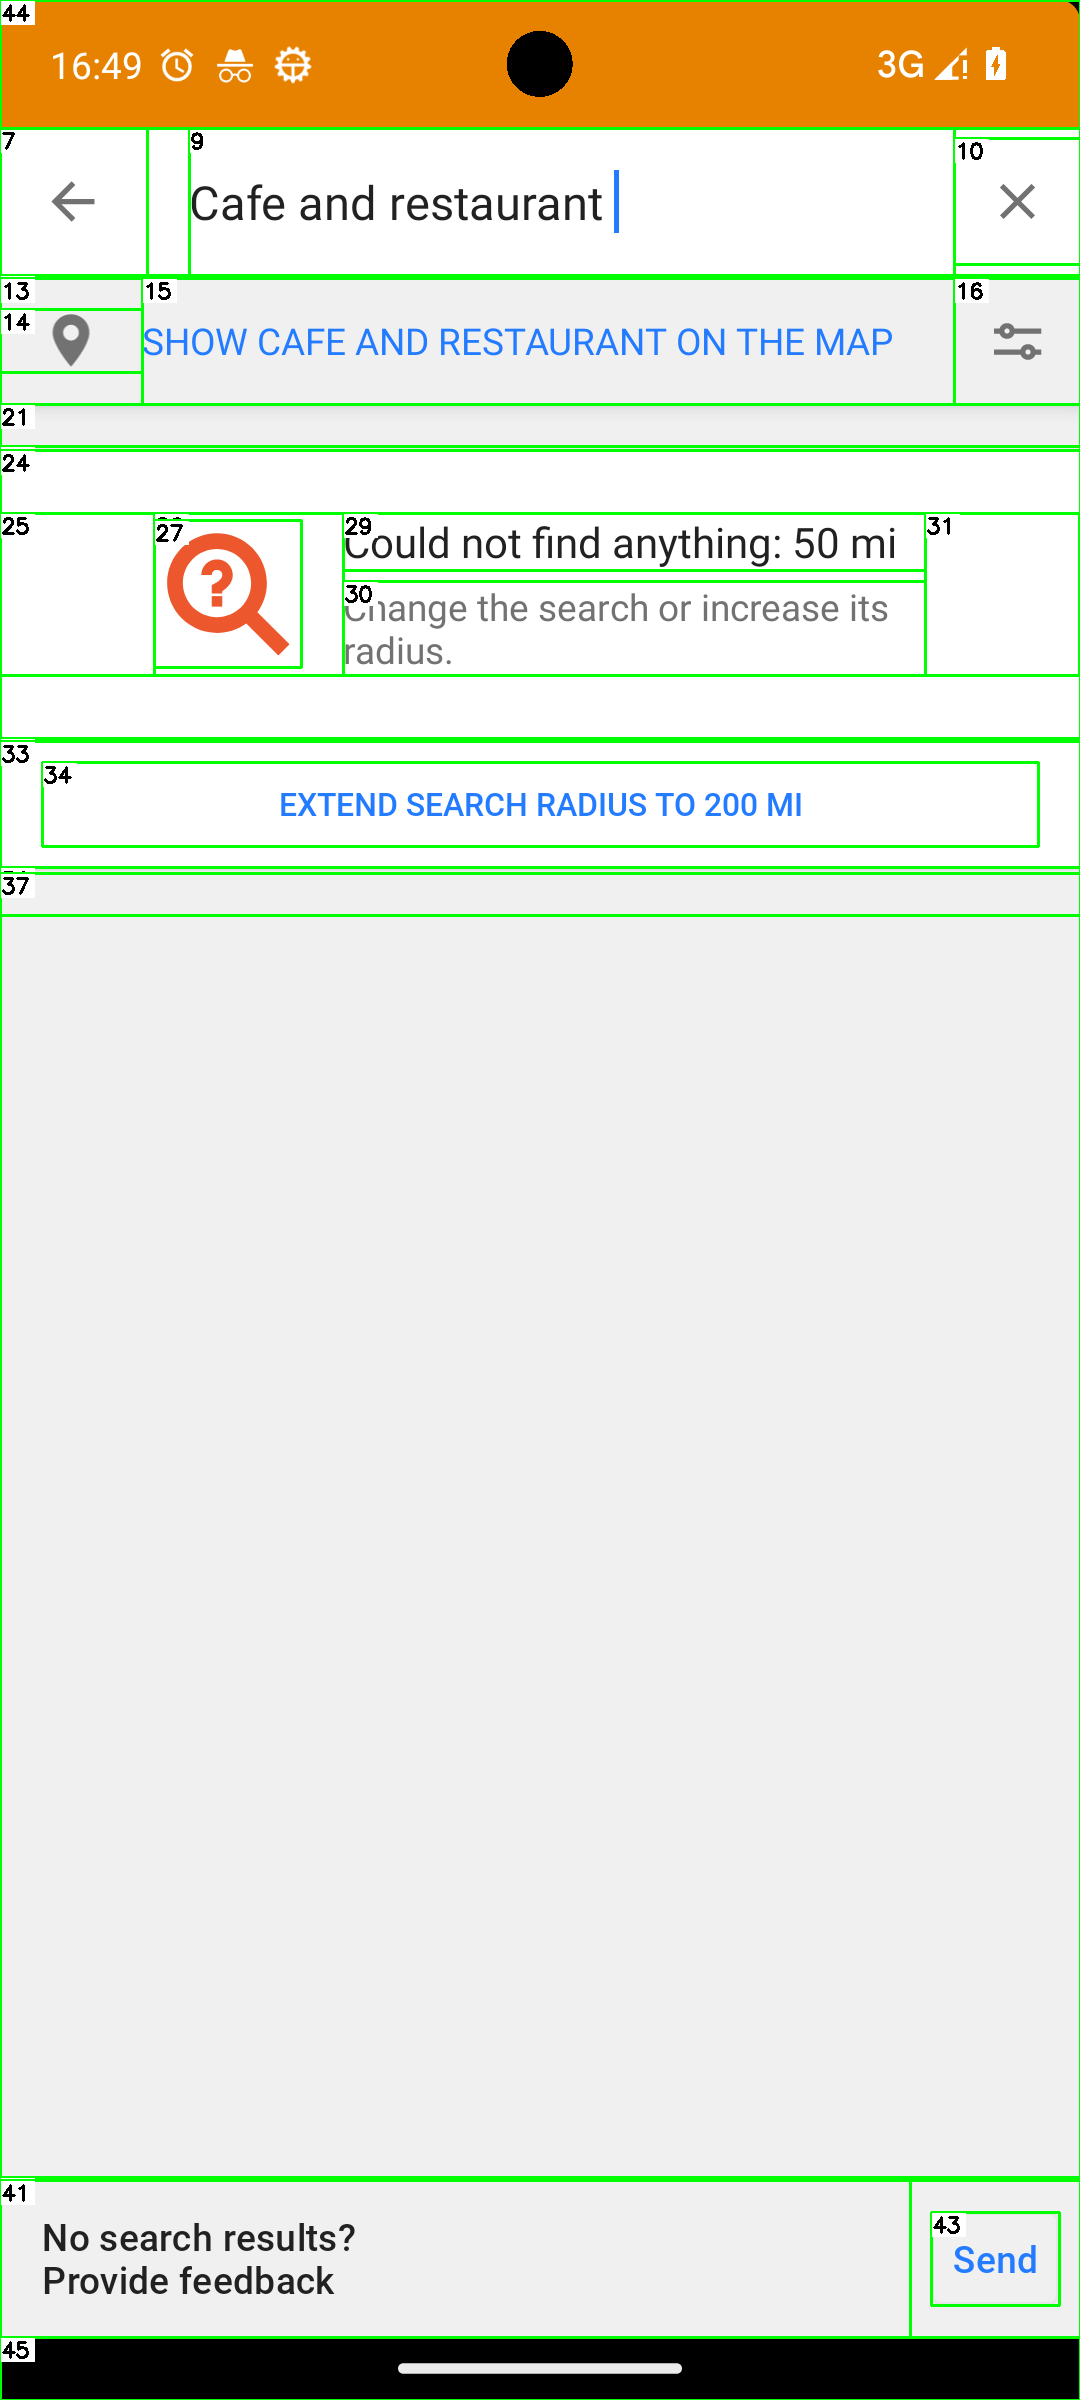 44
16:49
3G
7
9
10
Cafe and restaurant
13
15
16
14
SHOW CAFE AND RESTAURANT ON THE MAP
21
24
25
27
29
31
Could not find anything: 50 mi
30
Change the search or increase its
radius.
33
34
EXTEND SEARCH RADIUS TO 200 MI
37
41
No search results?
Provide feedback
43
Send
45